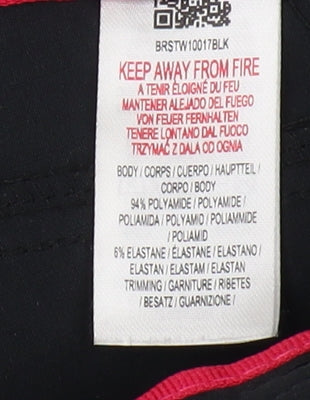 BRSTW10017BLK
KEEP AWAY FROM FIRE
A TENIR ÉLOIGNÉ DU FEU
MANTENER ALEJADO DEL FUEGO
VON FEUER FERNHALTEN
TENERE LONTANO DAL FUOCO
TRZYMAĆ Z DALA OD OGNIA
BODY / CORPS / CUERPO / HAUPTTEIL /
CORPO / BODY
94% POLYAMIDE / POLYAMIDE /
POLIAMIDA / POLYAMID / POLIAMMIDE
/ POLIAMID
6% ELASTANE / ÉLASTANE / ELASTANO /
ELASTAN / ELASTAM / ELASTAN
TRIMMING / GARNITURE / RIBETES
/ BESATZ / GUARNIZIONE /